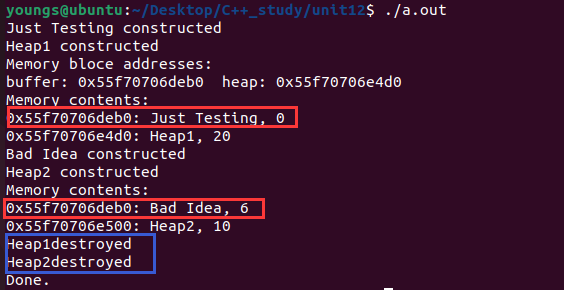 youngs@ubuntu:~/Desktop/C++_study/unit12$ ./a.out
Just Testing constructed
Heap1 constructed
Memory bloce addresses:
buffer: 0x55f70706deb0  heap: 0x55f70706e4d0
Memory contents:
0x55f70706deb0: Just Testing, 0
0x55f70706e4d0: Heap1, 20
Bad Idea constructed
Heap2 constructed
Memory contents:
0x55f70706deb0: Bad Idea, 6
0x55f70706e500: Heap2, 10
Heap1destroyed
Heap2destroyed
Done.